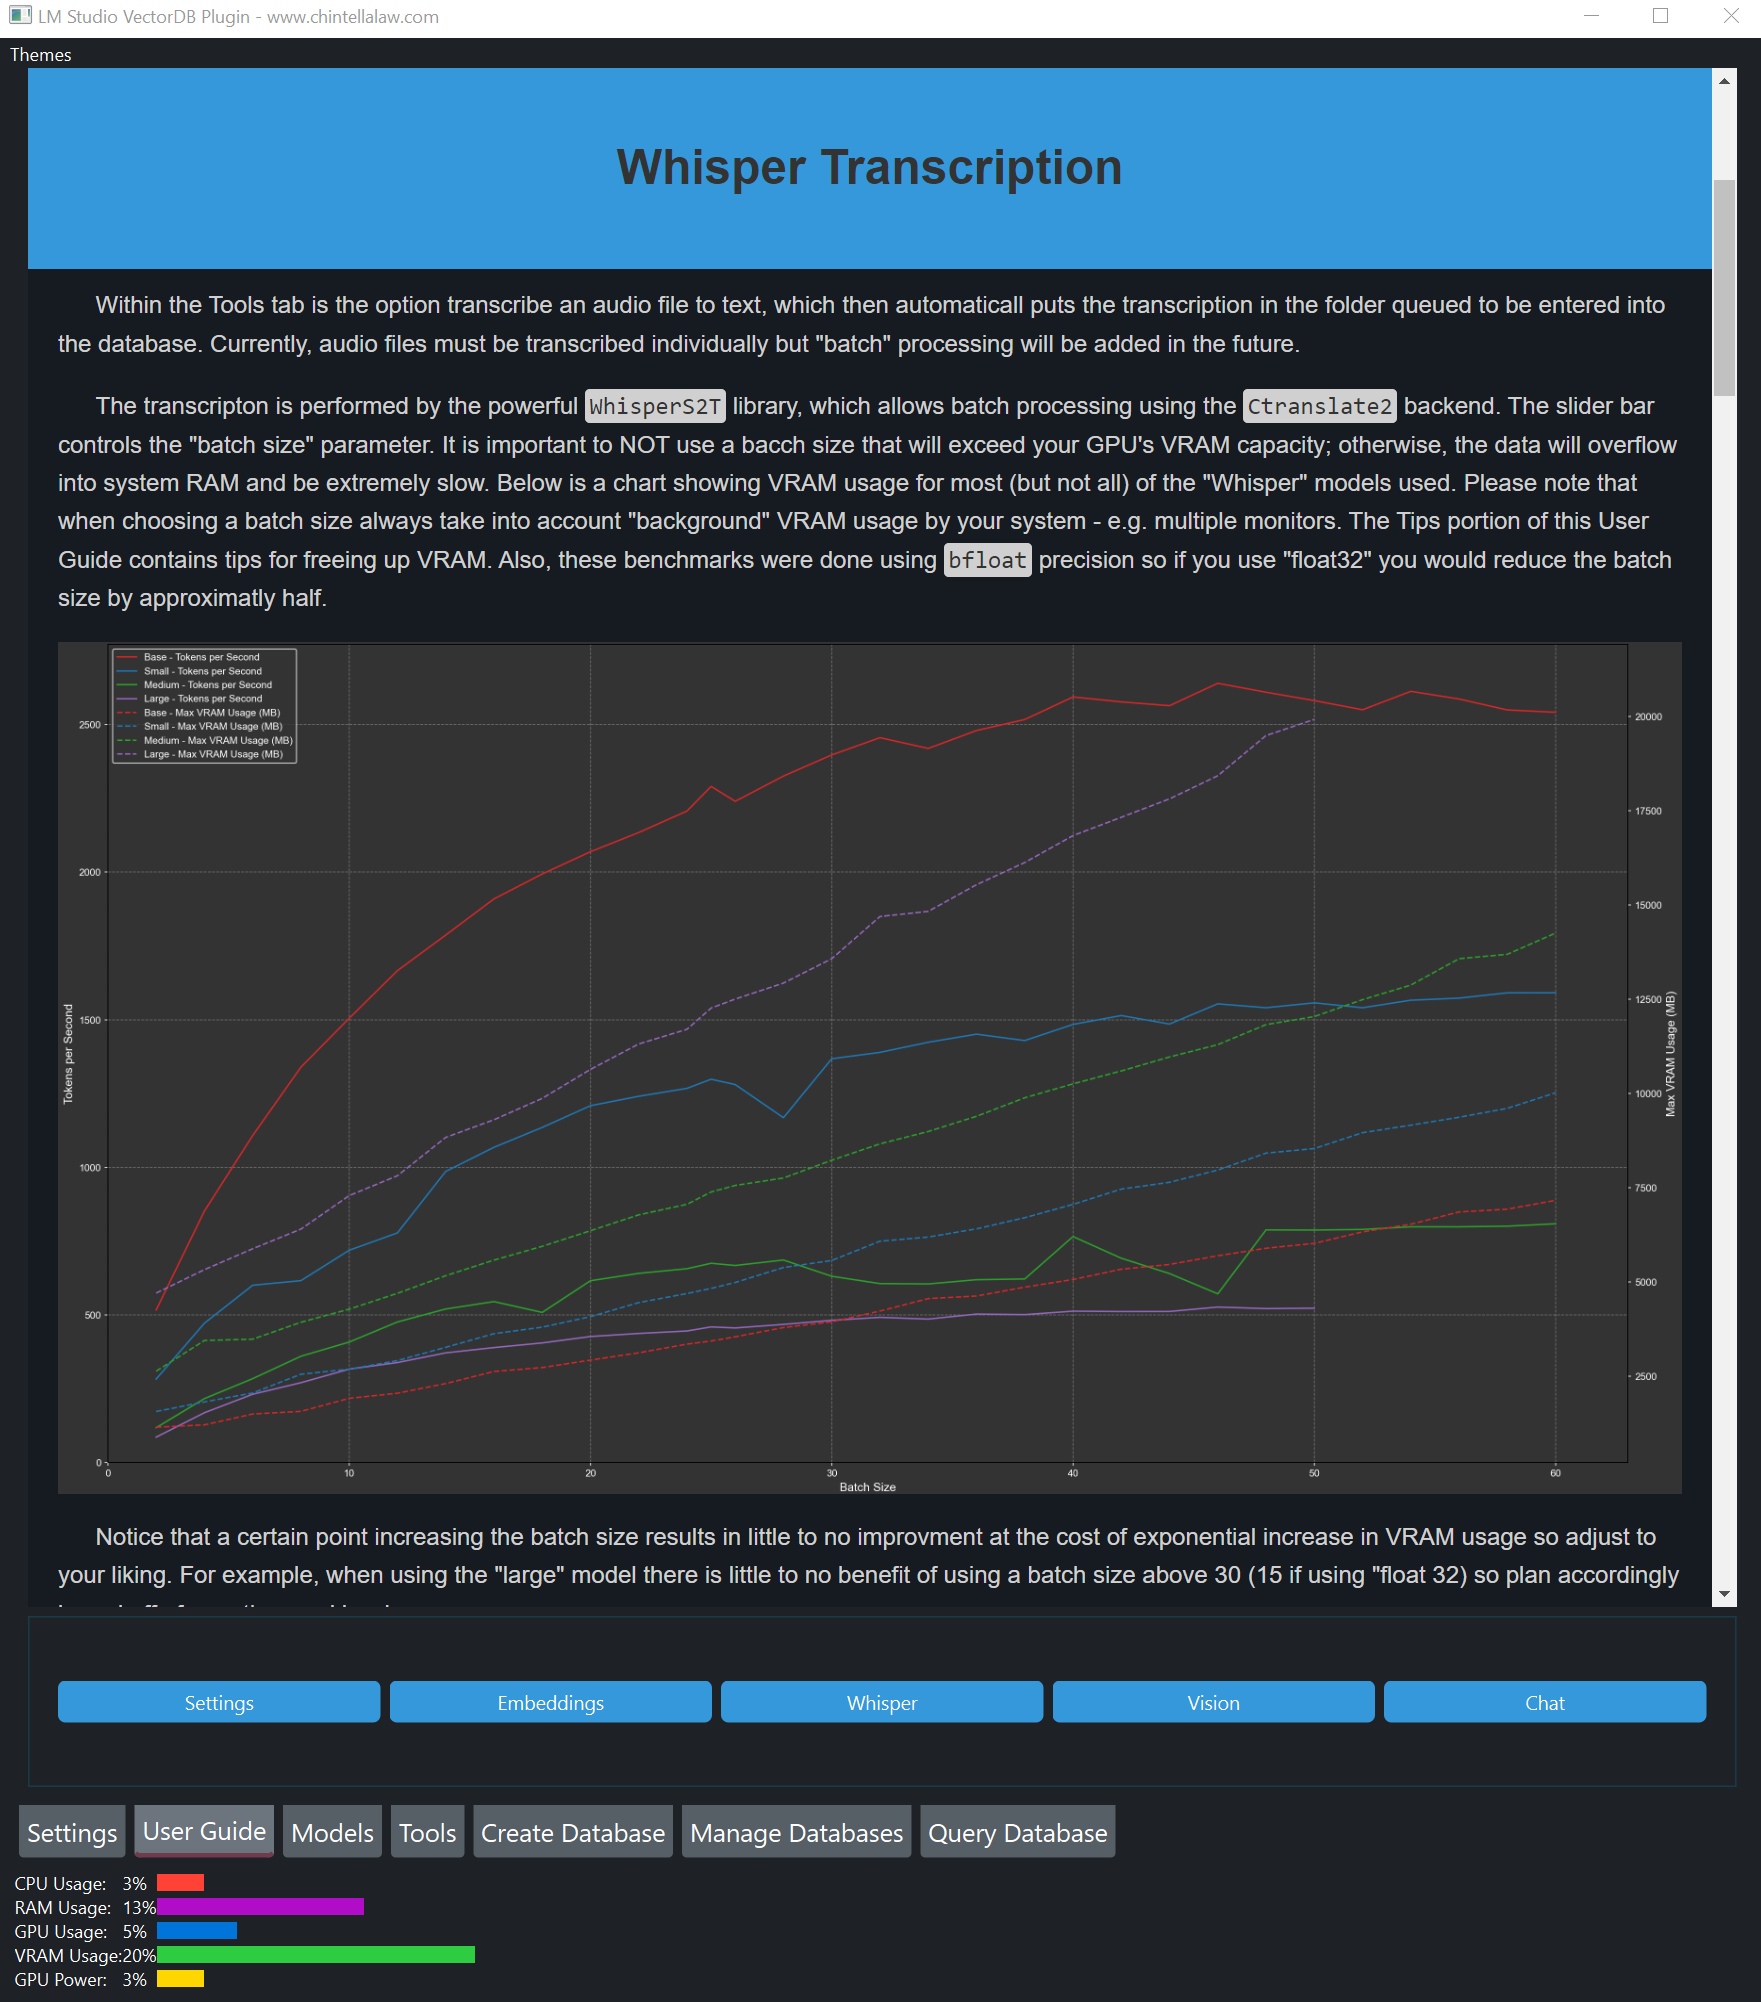 LM Studio VectorDB Plugin - www.chintellalaw.com
Themes
Whisper Transcription
Within the Tools tab is the option transcribe an audio file to text, which then automaticall puts the transcription in the folder queued to be entered into
the database. Currently, audio files must be transcribed individually but "batch" processing will be added in the future.
The transcripton is performed by the powerful WhisperS2T library, which allows batch processing using the Ctranslate2 backend. The slider bar
controls the "batch size" parameter. It is important to NOT use a bacch size that will exceed your GPU's VRAM capacity; otherwise, the data will overflow
into system RAM and be extremely slow. Below is a chart showing VRAM usage for most (but not all) of the "Whisper" models used. Please note that
when choosing a batch size always take into account "background" VRAM usage by your system - e.g. multiple monitors. The Tips portion of this User
Guide contains tips for freeing up VRAM. Also, these benchmarks were done using bfloat precision so if you use "float32" you would reduce the batch
size by approximatly half.
Base - Tokens per Second
Small - Tokens per Second
Medium - Tokens per Second
Large - Tokens per Second
Base - Max VRAM Usage (MB)
Small - Max VRAM Usage (MB)
Medium - Max VRAM Usage (MB)
Large - Max VRAM Usage (MB)
2500
2000
1500
1000
500
0
Tokens per Second
20000
17500
15000
12500
10000
7500
5000
2500
Max VRAM Usage (MB)
0 10 20 30 40 50 60
Batch Size
Notice that a certain point increasing the batch size results in little to no improvment at the cost of exponential increase in VRAM usage so adjust to
your liking. For example, when using the "large" model there is little to no benefit of using a batch size above 30 (15 if using "float 32) so plan accordingly
Settings Embeddings Whisper Vision Chat
Settings User Guide Models Tools Create Database Manage Databases Query Database
CPU Usage: 3%
RAM Usage: 13%
GPU Usage: 5%
VRAM Usage:20%
GPU Power: 3%